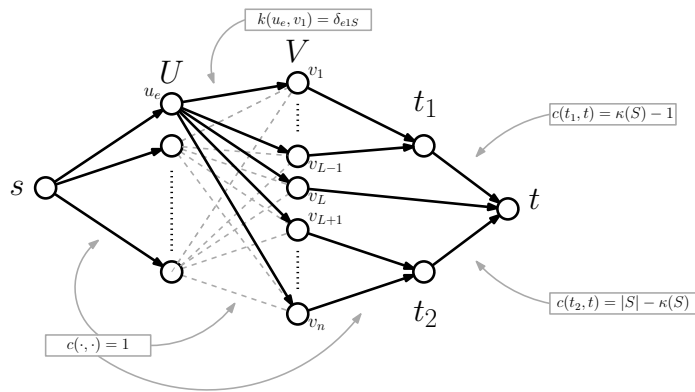 k(u_e, v_1) = δ_{e1S}
V
U
v_1
u_e
t_1
c(t_1, t) = κ(S) − 1
v_{L−1}
s
v_L
t
v_{L+1}
t_2
c(t_2, t) = |S| − κ(S)
v_n
c(·, ·) = 1